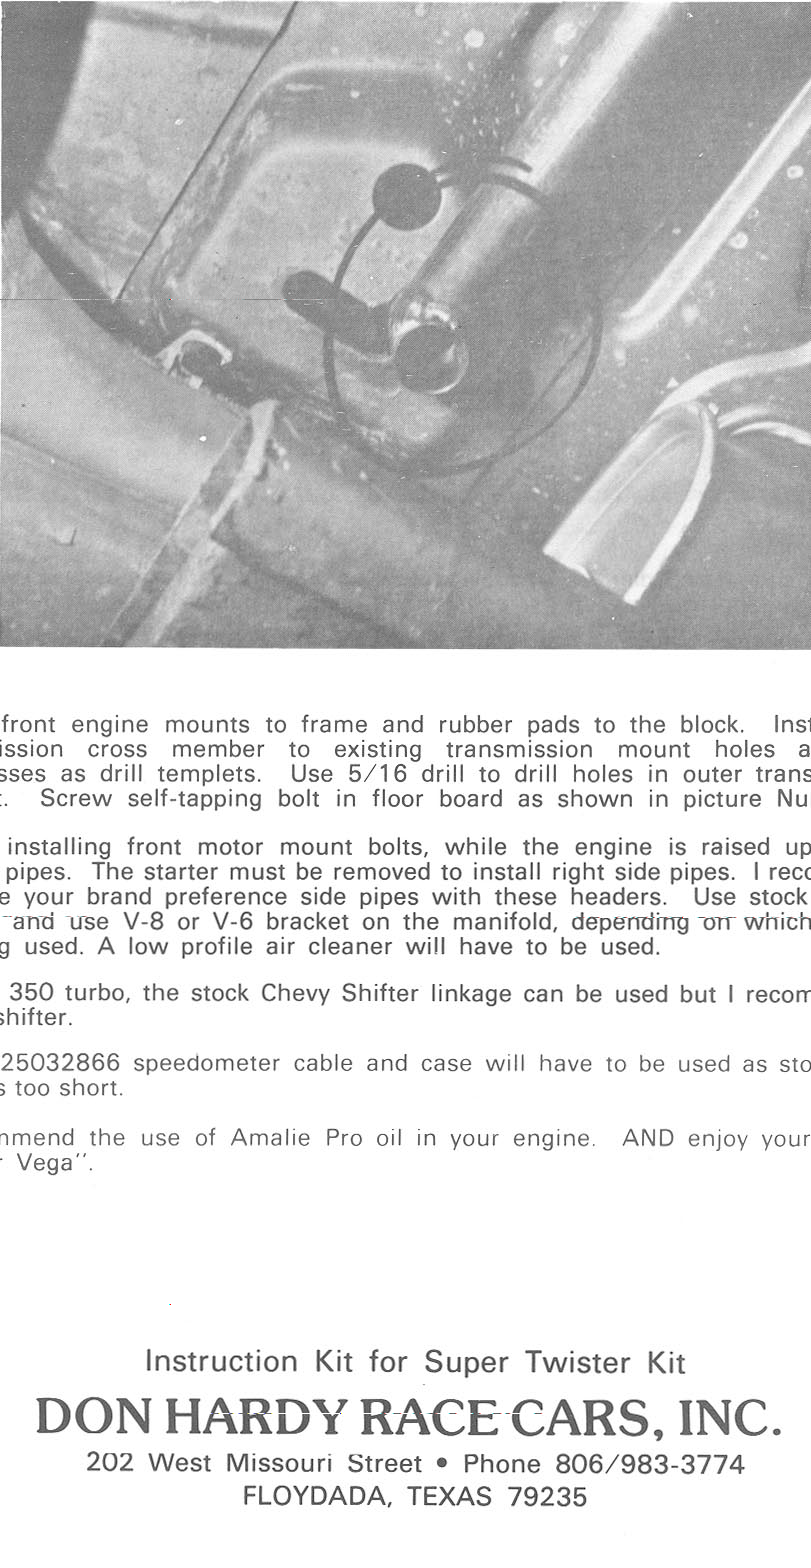 front engine mounts to frame and rubber pads to the block. Inst
ission cross member to existing transmission mount holes a
sses as drill templets. Use 5/16 drill to drill holes in outer trans
. Screw self-tapping bolt in floor board as shown in picture Nu
installing front motor mount bolts, while the engine is raised up
pipes. The starter must be removed to install right side pipes. I reco
e your brand preference side pipes with these headers. Use stock
and use V-8 or V-6 bracket on the manifold, depending on which
g used. A low profile air cleaner will have to be used.
350 turbo, the stock Chevy Shifter linkage can be used but I recom
shifter.
25032866 speedometer cable and case will have to be used as sto
s too short.
mmend the use of Amalie Pro oil in your engine. AND enjoy your
r Vega".
Instruction Kit for Super Twister Kit
DON HARDY RACE CARS, INC.
202 West Missouri Street • Phone 806/983-3774
FLOYDADA, TEXAS 79235